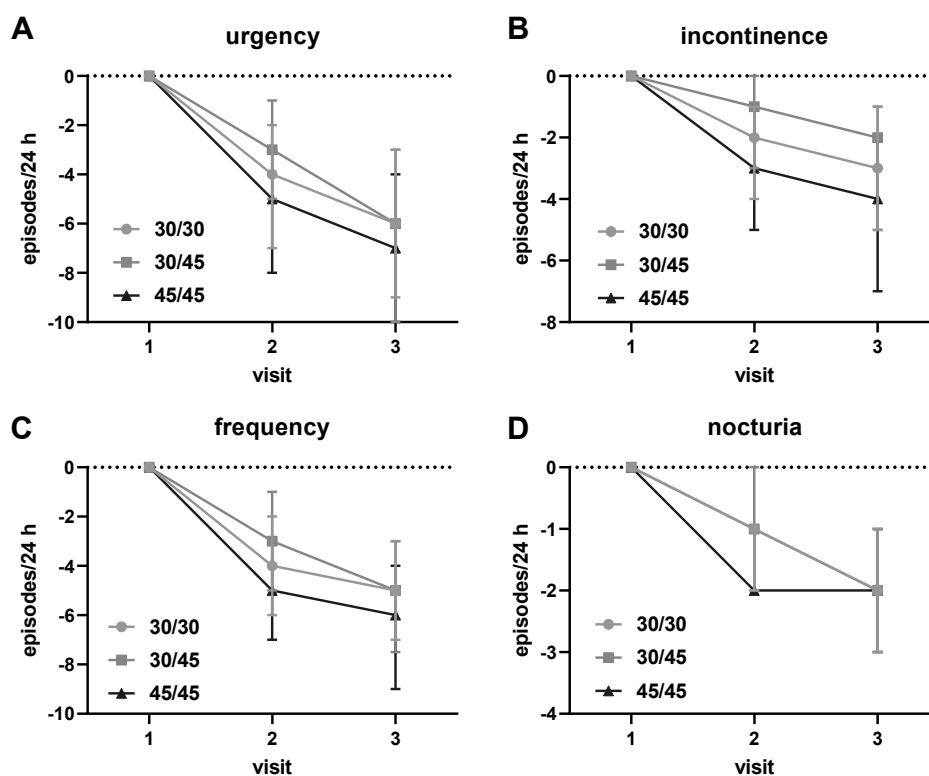 A
urgency
episodes/24 h
0
-2
-4
-6
-8
-10
30/30
30/45
45/45
1
2
3
visit
B
incontinence
episodes/24 h
0
-2
-4
-6
-8
30/30
30/45
45/45
1
2
3
visit
C
frequency
episodes/24 h
0
-2
-4
-6
-8
-10
30/30
30/45
45/45
1
2
3
visit
D
nocturia
episodes/24 h
0
-1
-2
-3
-4
30/30
30/45
45/45
1
2
3
visit